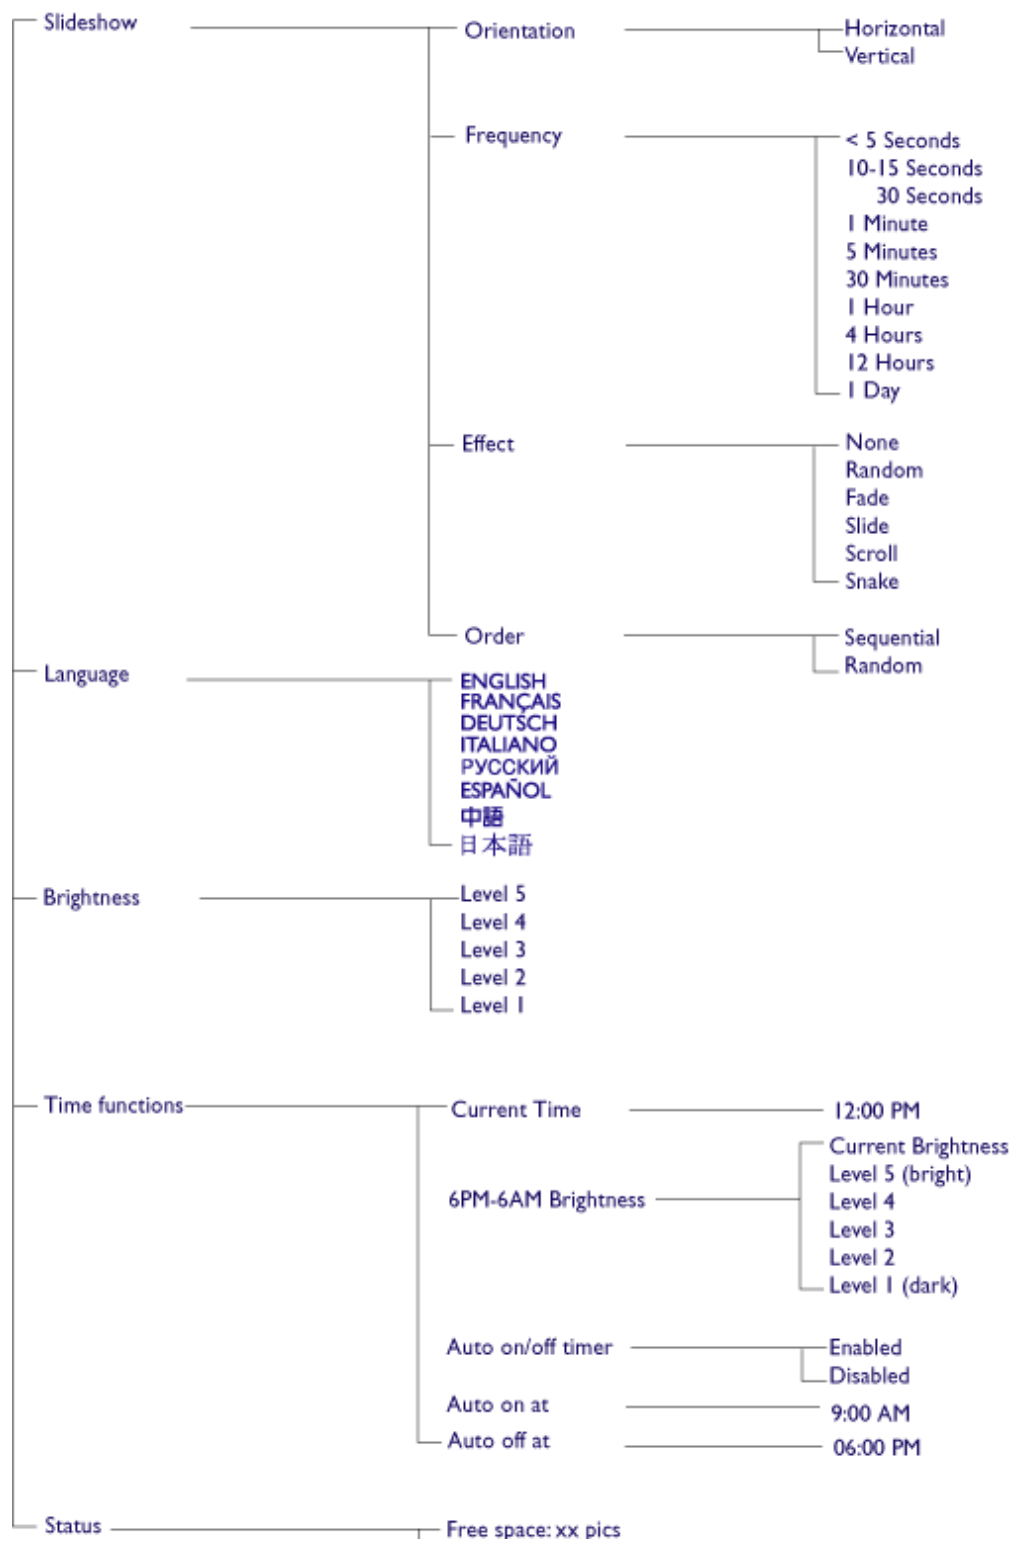 Slideshow
Orientation
Horizontal
Vertical
Frequency
< 5 Seconds
10-15 Seconds
30 Seconds
1 Minute
5 Minutes
30 Minutes
1 Hour
4 Hours
12 Hours
1 Day
Effect
None
Random
Fade
Slide
Scroll
Snake
Order
Sequential
Random
Language
ENGLISH
FRANÇAIS
DEUTSCH
ITALIANO
РУССКИЙ
ESPAÑOL
中語
日本語
Brightness
Level 5
Level 4
Level 3
Level 2
Level 1
Time functions
Current Time
12:00 PM
6PM-6AM Brightness
Current Brightness
Level 5 (bright)
Level 4
Level 3
Level 2
Level 1 (dark)
Auto on/off timer
Enabled
Disabled
Auto on at
9:00 AM
Auto off at
06:00 PM
Status
Free space: xx pics